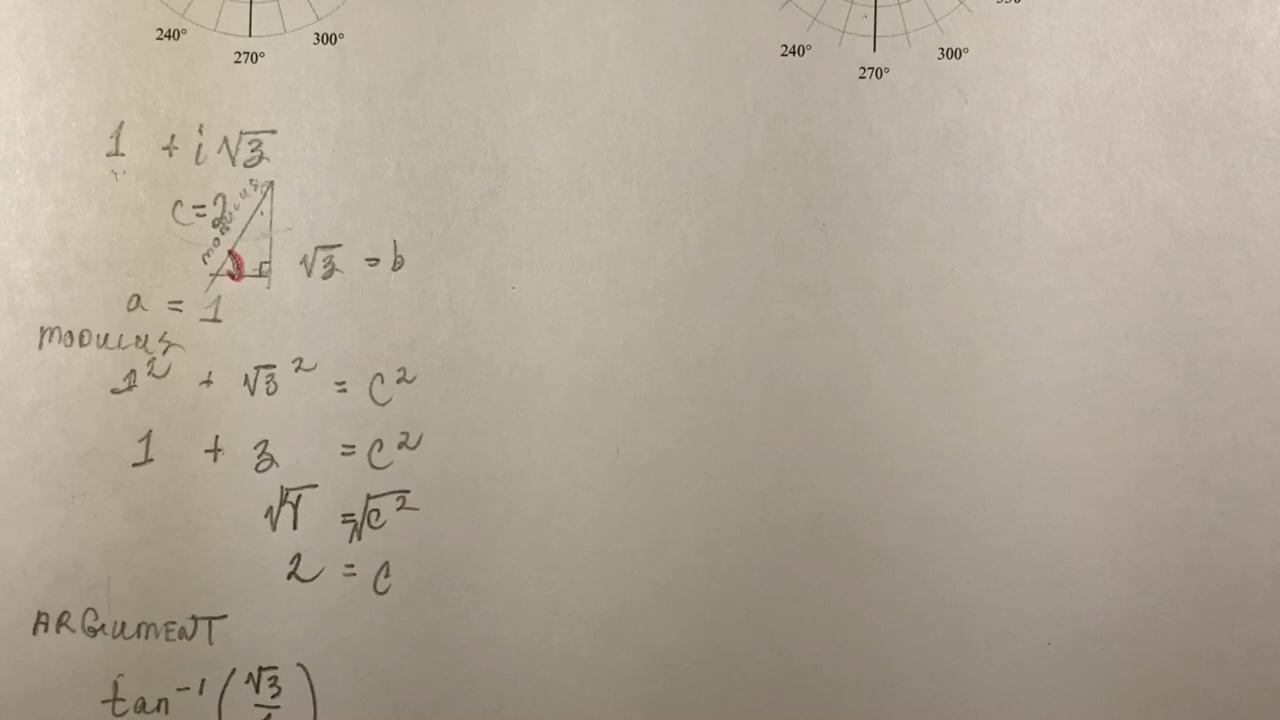 240° 270° 300°
240° 270° 300°
1 + i√3
c=2 modulus
√3 = b
a = 1
MODULUS
1² + √3² = c²
1 + 3 = c²
√4 = √c²
2 = c
ARGUMENT
tan⁻¹(√3/